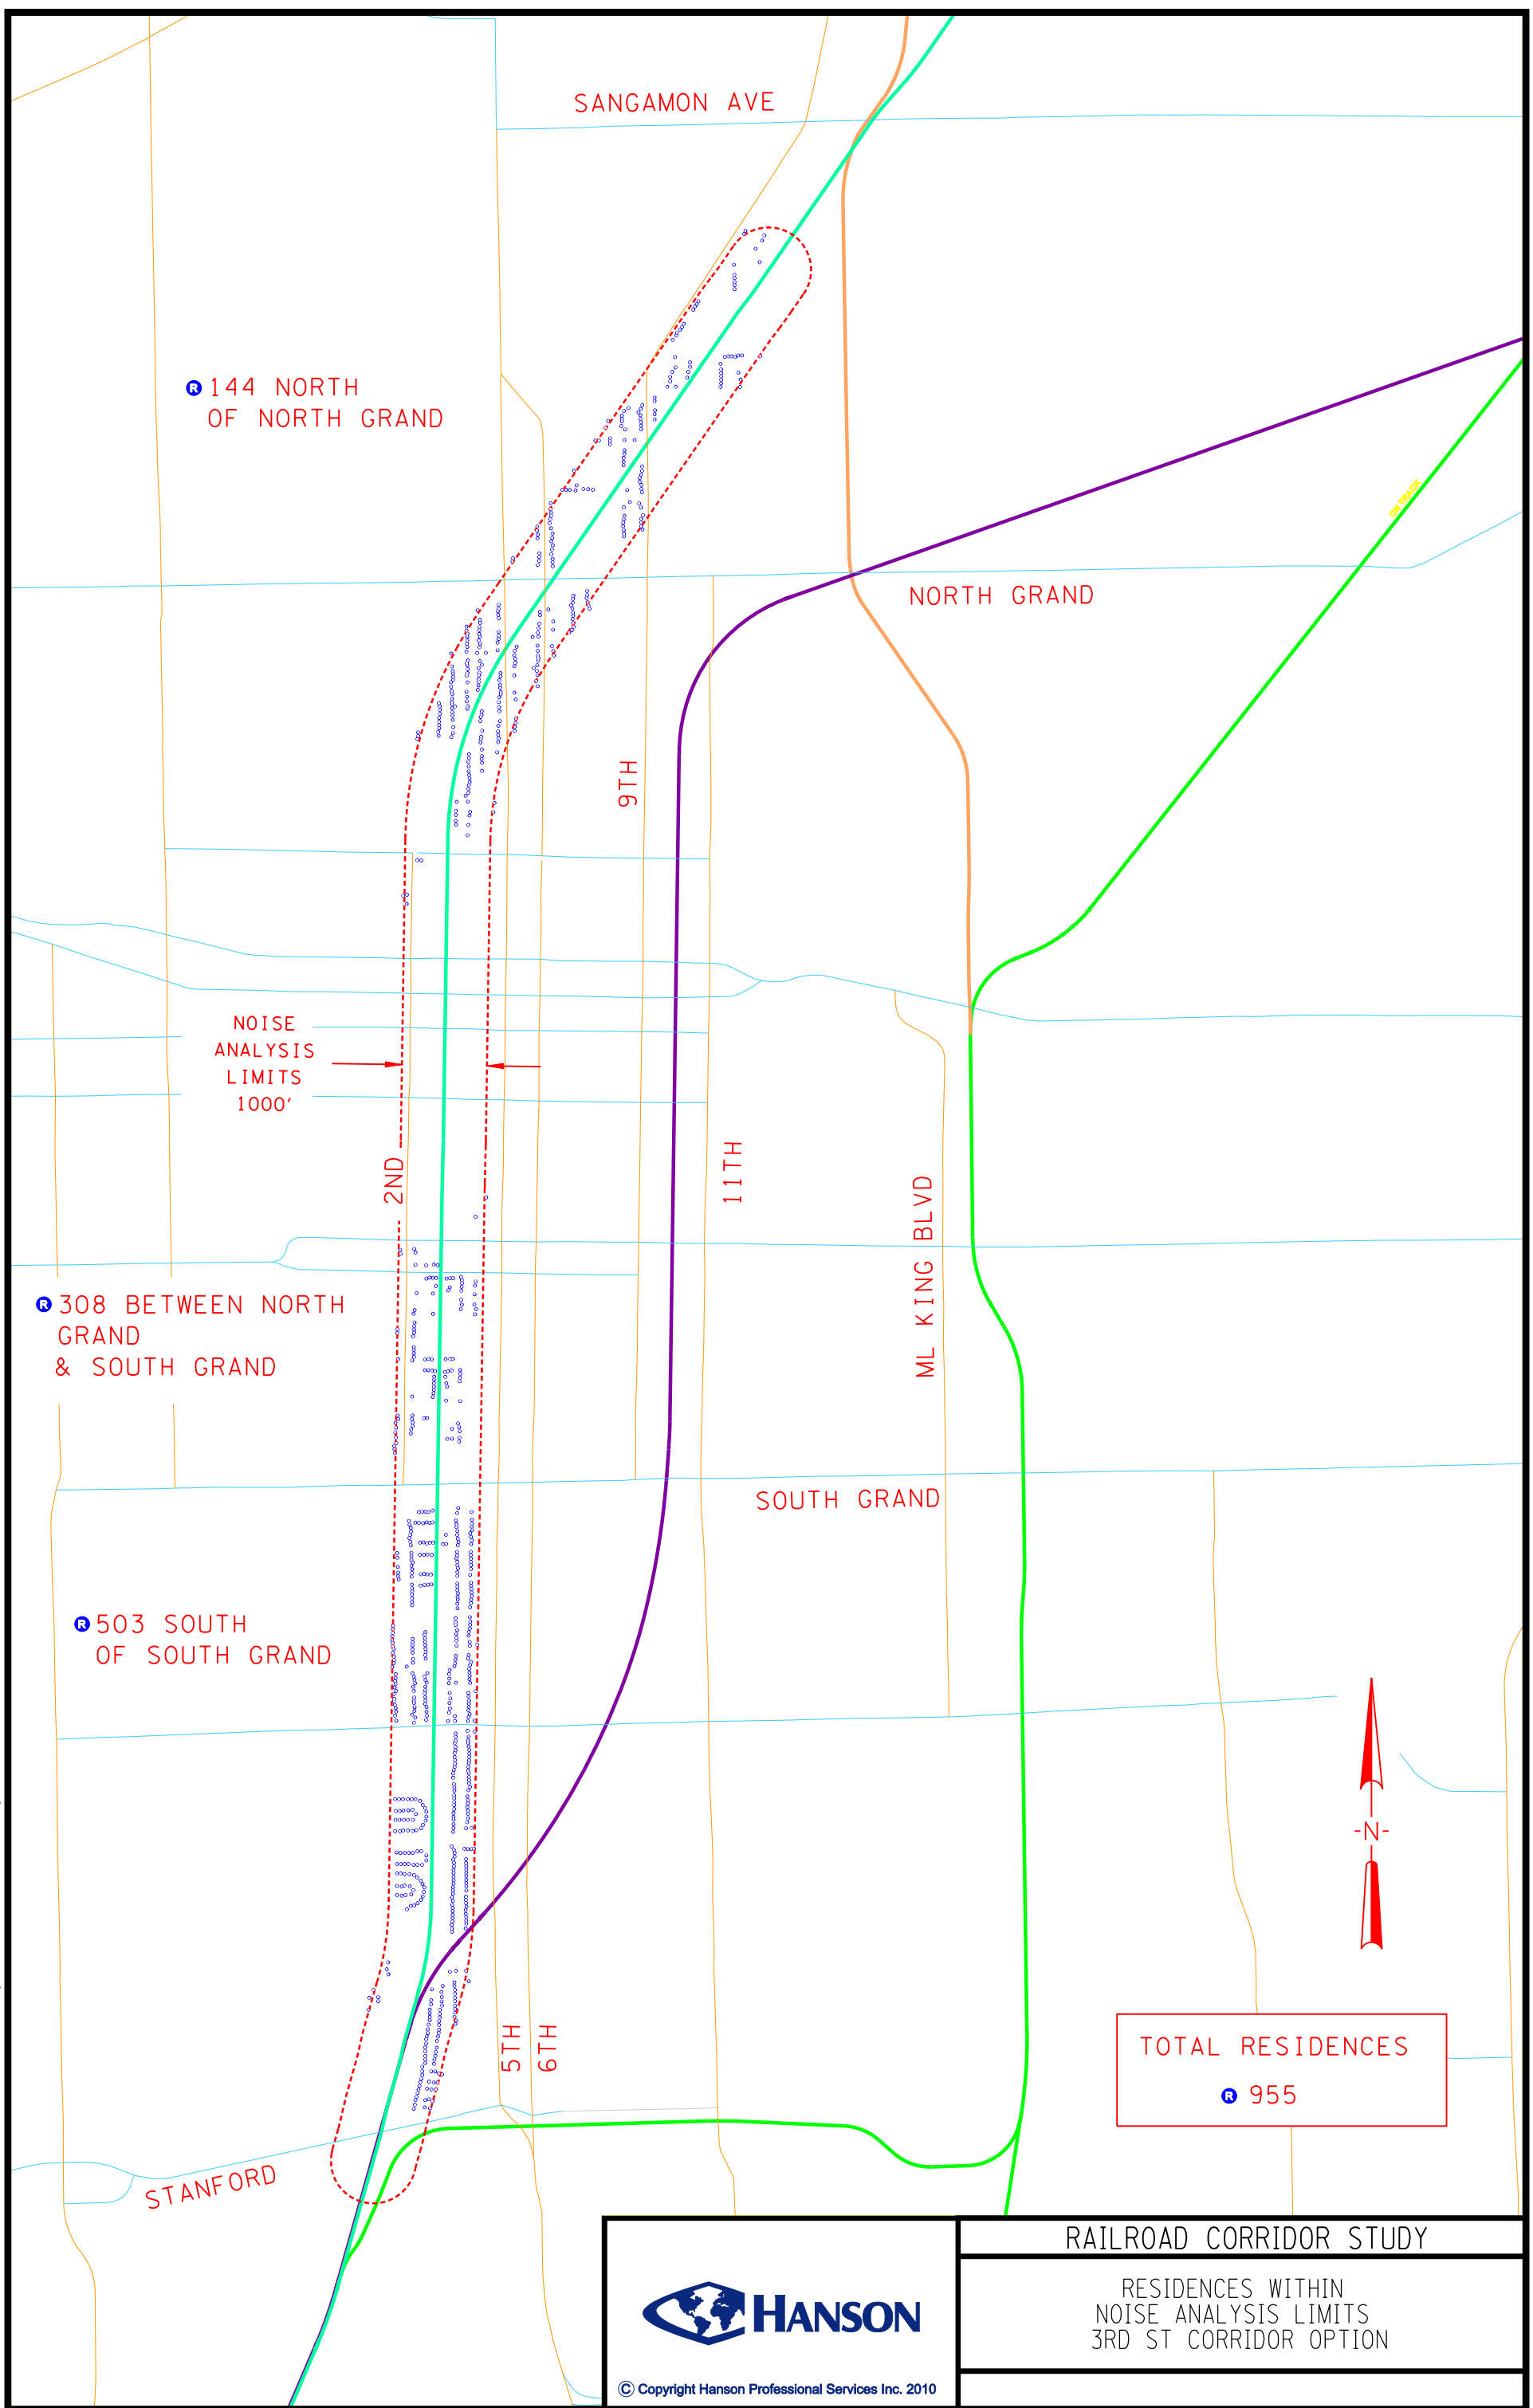 SANGAMON AVE
R 144 NORTH
OF NORTH GRAND
CN TRACK
NORTH GRAND
9TH
NOISE
ANALYSIS
LIMITS
1000'
2ND
11TH
ML KING BLVD
R 308 BETWEEN NORTH
GRAND
& SOUTH GRAND
SOUTH GRAND
R 503 SOUTH
OF SOUTH GRAND
-N-
5TH
6TH
TOTAL RESIDENCES
R 955
STANFORD
RAILROAD CORRIDOR STUDY
RESIDENCES WITHIN
NOISE ANALYSIS LIMITS
3RD ST CORRIDOR OPTION
HANSON
© Copyright Hanson Professional Services Inc. 2010